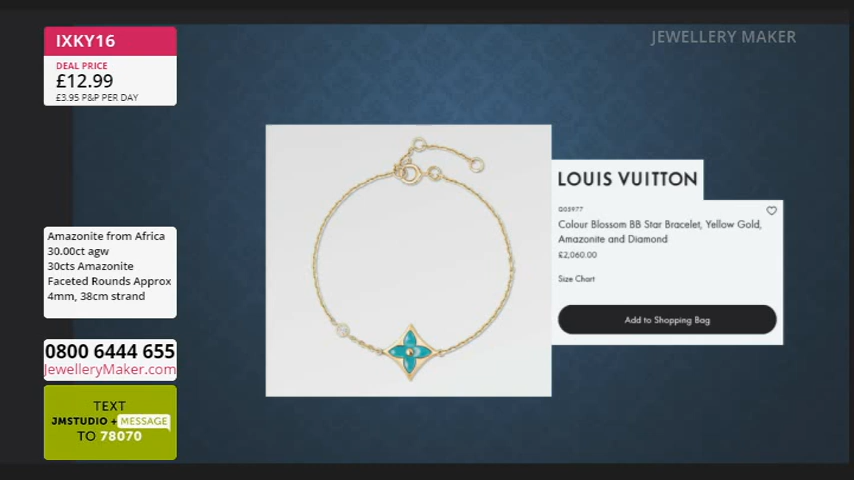 IXKY16
DEAL PRICE
£12.99
£3.95 P&P PER DAY
JEWELLERY MAKER
LOUIS VUITTON
Q05977
Colour Blossom BB Star Bracelet, Yellow Gold,
Amazonite and Diamond
£2,060.00
Size Chart
Add to Shopping Bag
Amazonite from Africa
30.00ct agw
30cts Amazonite
Faceted Rounds Approx
4mm, 38cm strand
0800 6444 655
JewelleryMaker.com
TEXT
JMSTUDIO + MESSAGE
TO 78070